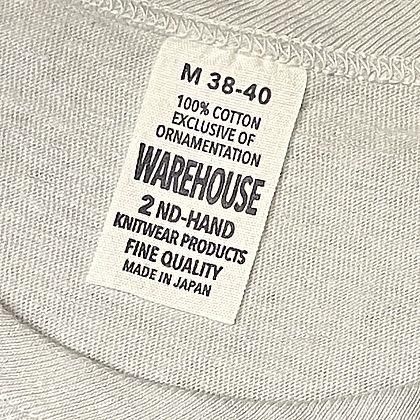 M 38-40
100% COTTON
EXCLUSIVE OF
ORNAMENTATION
WAREHOUSE
2 ND-HAND
KNITWEAR PRODUCTS
FINE QUALITY
MADE IN JAPAN